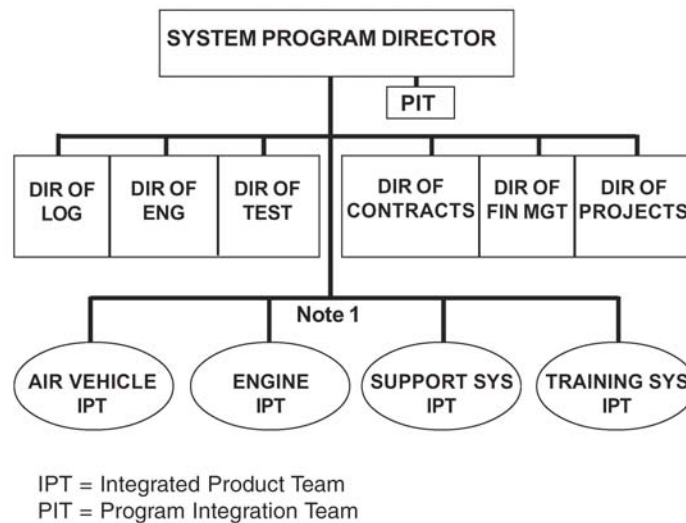 SYSTEM PROGRAM DIRECTOR
PIT
DIR OF
LOG
DIR OF
ENG
DIR OF
TEST
DIR OF
CONTRACTS
DIR OF
FIN MGT
DIR OF
PROJECTS
Note 1
AIR VEHICLE
IPT
ENGINE
IPT
SUPPORT SYS
IPT
TRAINING SYS
IPT
IPT = Integrated Product Team
PIT = Program Integration Team